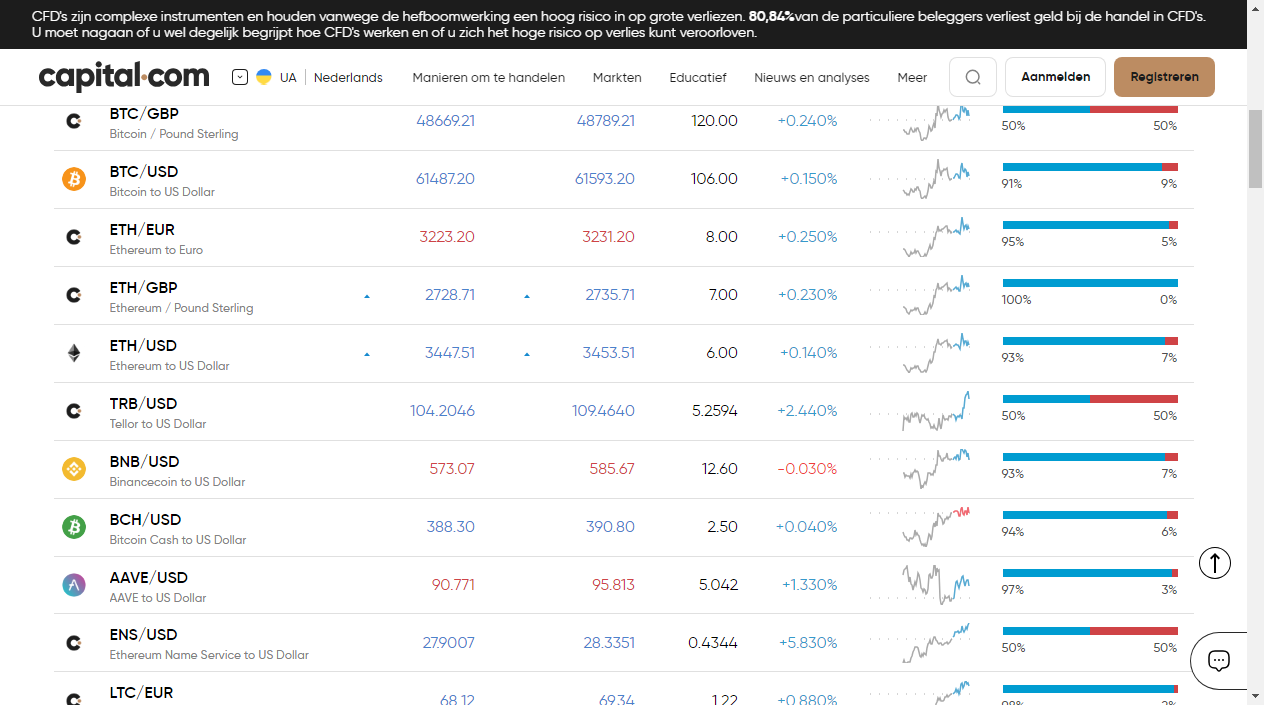 CFD's zijn complexe instrumenten en houden vanwege de hefboomwerking een hoog risico in op grote verliezen. 80,84%van de particuliere beleggers verliest geld bij de handel in CFD's.
U moet nagaan of u wel degelijk begrijpt hoe CFD's werken en of u zich het hoge risico op verlies kunt veroorloven.
capital.com UA Nederlands Manieren om te handelen Markten Educatief Nieuws en analyses Meer Aanmelden Registreren
BTC/GBP 48669.21 48789.21 120.00 +0.240%
Bitcoin / Pound Sterling 50% 50%
BTC/USD 61487.20 61593.20 106.00 +0.150%
Bitcoin to US Dollar 91% 9%
ETH/EUR 3223.20 3231.20 8.00 +0.250%
Ethereum to Euro 95% 5%
ETH/GBP 2728.71 2735.71 7.00 +0.230%
Ethereum / Pound Sterling 100% 0%
ETH/USD 3447.51 3453.51 6.00 +0.140%
Ethereum to US Dollar 93% 7%
TRB/USD 104.2046 109.4640 5.2594 +2.440%
Tellor to US Dollar 50% 50%
BNB/USD 573.07 585.67 12.60 -0.030%
Binancecoin to US Dollar 93% 7%
BCH/USD 388.30 390.80 2.50 +0.040%
Bitcoin Cash to US Dollar 94% 6%
AAVE/USD 90.771 95.813 5.042 +1.330%
AAVE to US Dollar 97% 3%
ENS/USD 27.9007 28.3351 0.4344 +5.830%
Ethereum Name Service to US Dollar 50% 50%
LTC/EUR 68.12 69.34 1.22 +0.880%
98% 2%